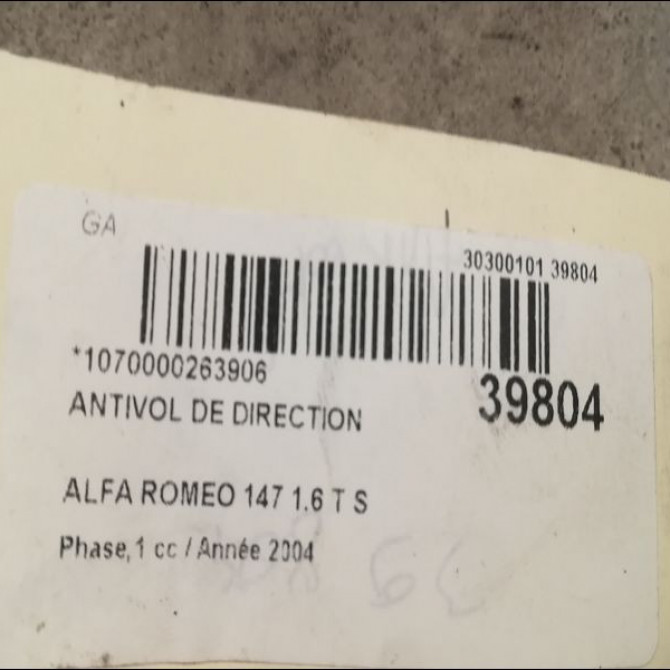 GA
30300101 39804
*1070000263906
39804
ANTIVOL DE DIRECTION
ALFA ROMEO 147 1.6 T S
Phase,1 cc / Année 2004